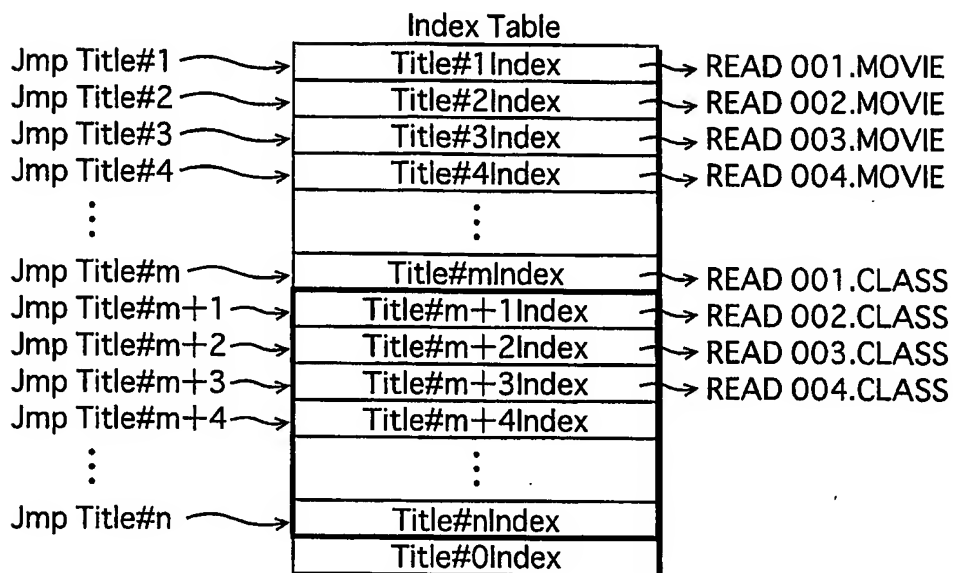 Index Table
Jmp Title#1 Title#1Index READ 001.MOVIE
Jmp Title#2 Title#2Index READ 002.MOVIE
Jmp Title#3 Title#3Index READ 003.MOVIE
Jmp Title#4 Title#4Index READ 004.MOVIE
Jmp Title#m Title#mIndex READ 001.CLASS
Jmp Title#m+1 Title#m+1Index READ 002.CLASS
Jmp Title#m+2 Title#m+2Index READ 003.CLASS
Jmp Title#m+3 Title#m+3Index READ 004.CLASS
Jmp Title#m+4 Title#m+4Index
Jmp Title#n Title#nIndex
Title#0Index